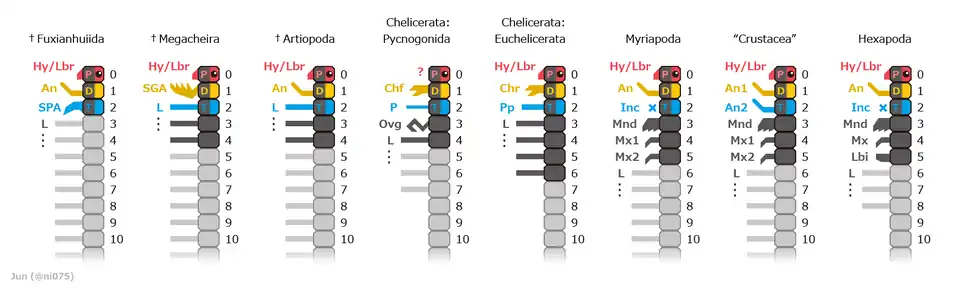 † Fuxianhuiida
Hy/Lbr P 0
An D 1
SPA T 2
L 3
4
5
6
7
8
9
10
† Megacheira
Hy/Lbr P 0
SGA D 1
L T 2
3
4
5
6
7
8
9
10
† Artiopoda
Hy/Lbr P 0
An D 1
L T 2
3
4
5
6
7
8
9
10
Chelicerata:
Pycnogonida
? P 0
Chf D 1
P T 2
Ovg 3
L 4
5
6
7
8
9
10
Chelicerata:
Euchelicerata
Hy/Lbr P 0
Chr D 1
Pp T 2
L 3
4
5
6
7
8
9
10
Myriapoda
Hy/Lbr P 0
An D 1
Inc × T 2
Mnd 3
Mx1 4
Mx2 5
L 6
7
8
9
10
“Crustacea”
Hy/Lbr P 0
An1 D 1
An2 T 2
Mnd 3
Mx1 4
Mx2 5
L 6
7
8
9
10
Hexapoda
Hy/Lbr P 0
An D 1
Inc × T 2
Mnd 3
Mx 4
Lbi 5
L 6
7
8
9
10
Jun (@ni075)